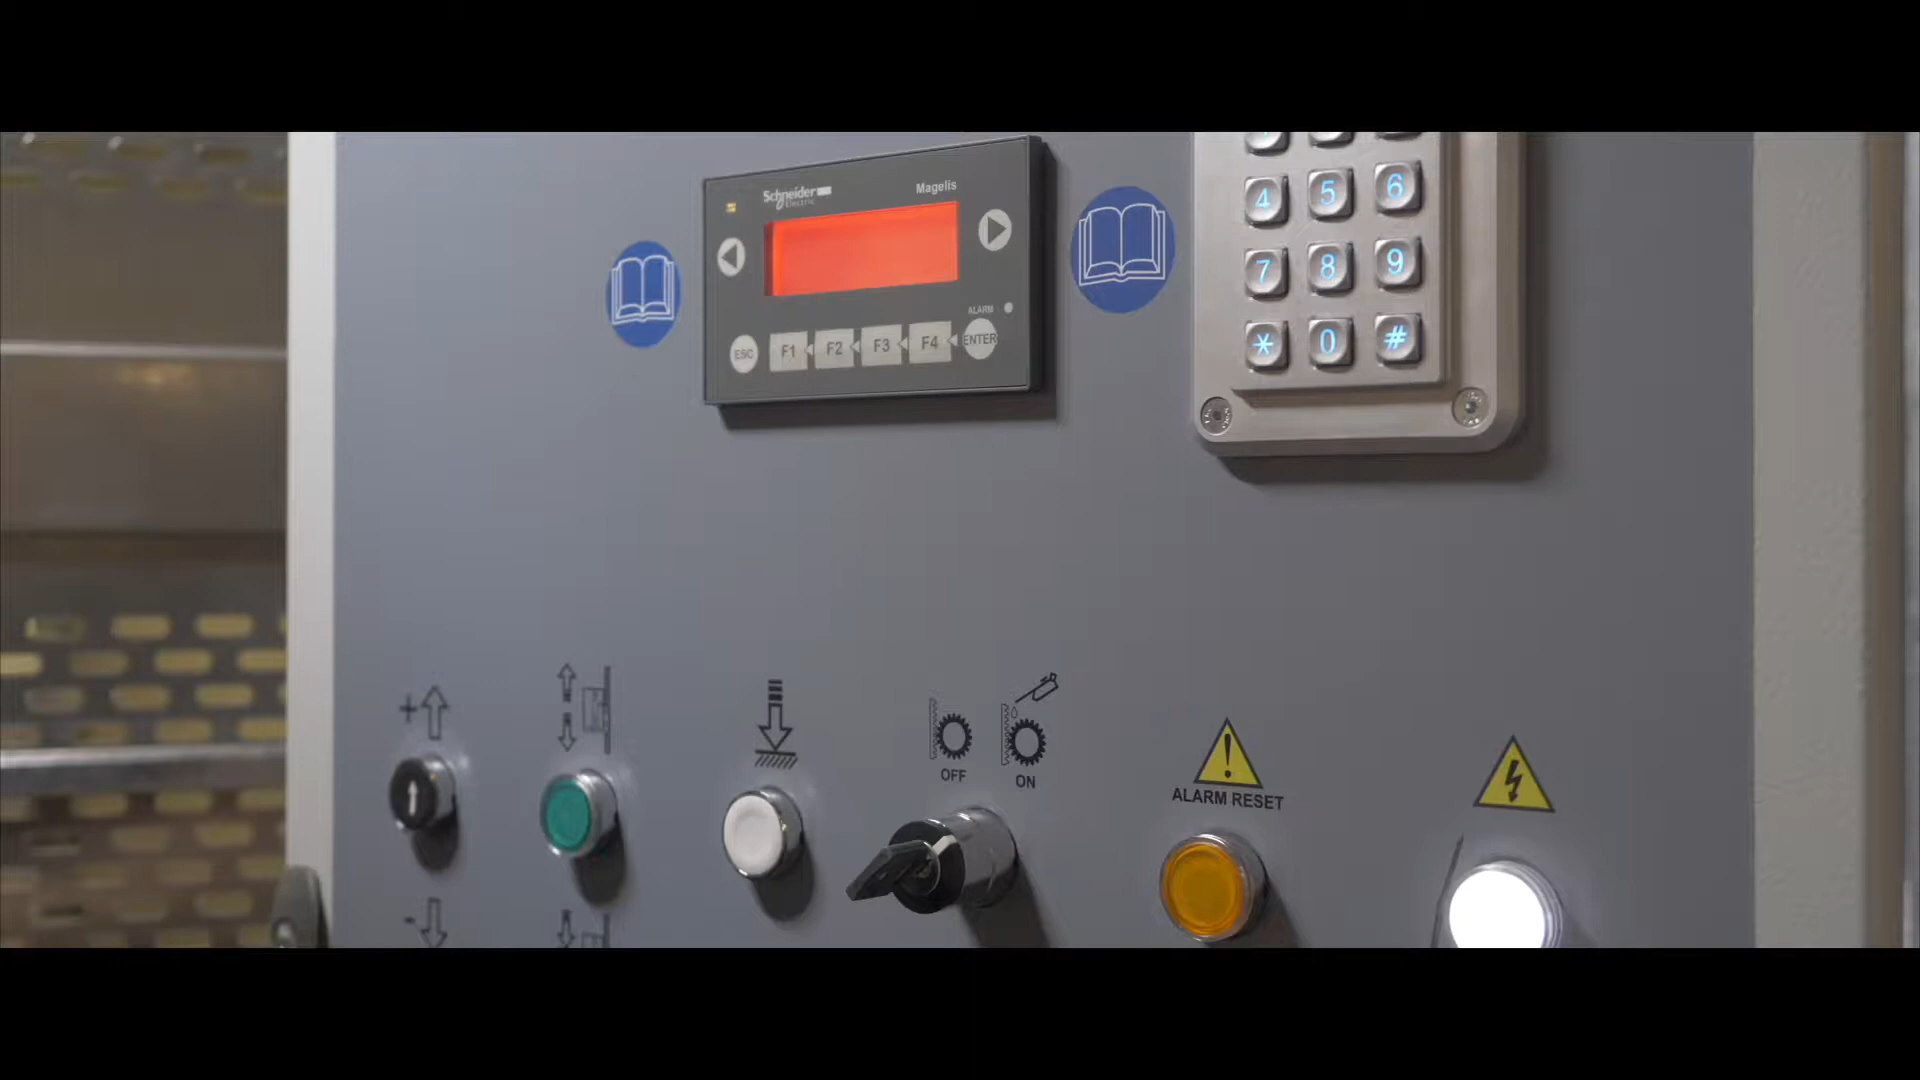 Schneider
Electric
Magelis
ALARM
ESC
F1
F2
F3
F4
ENTER
4 5 6
7 8 9
* 0 #
+
OFF
ON
ALARM RESET
-